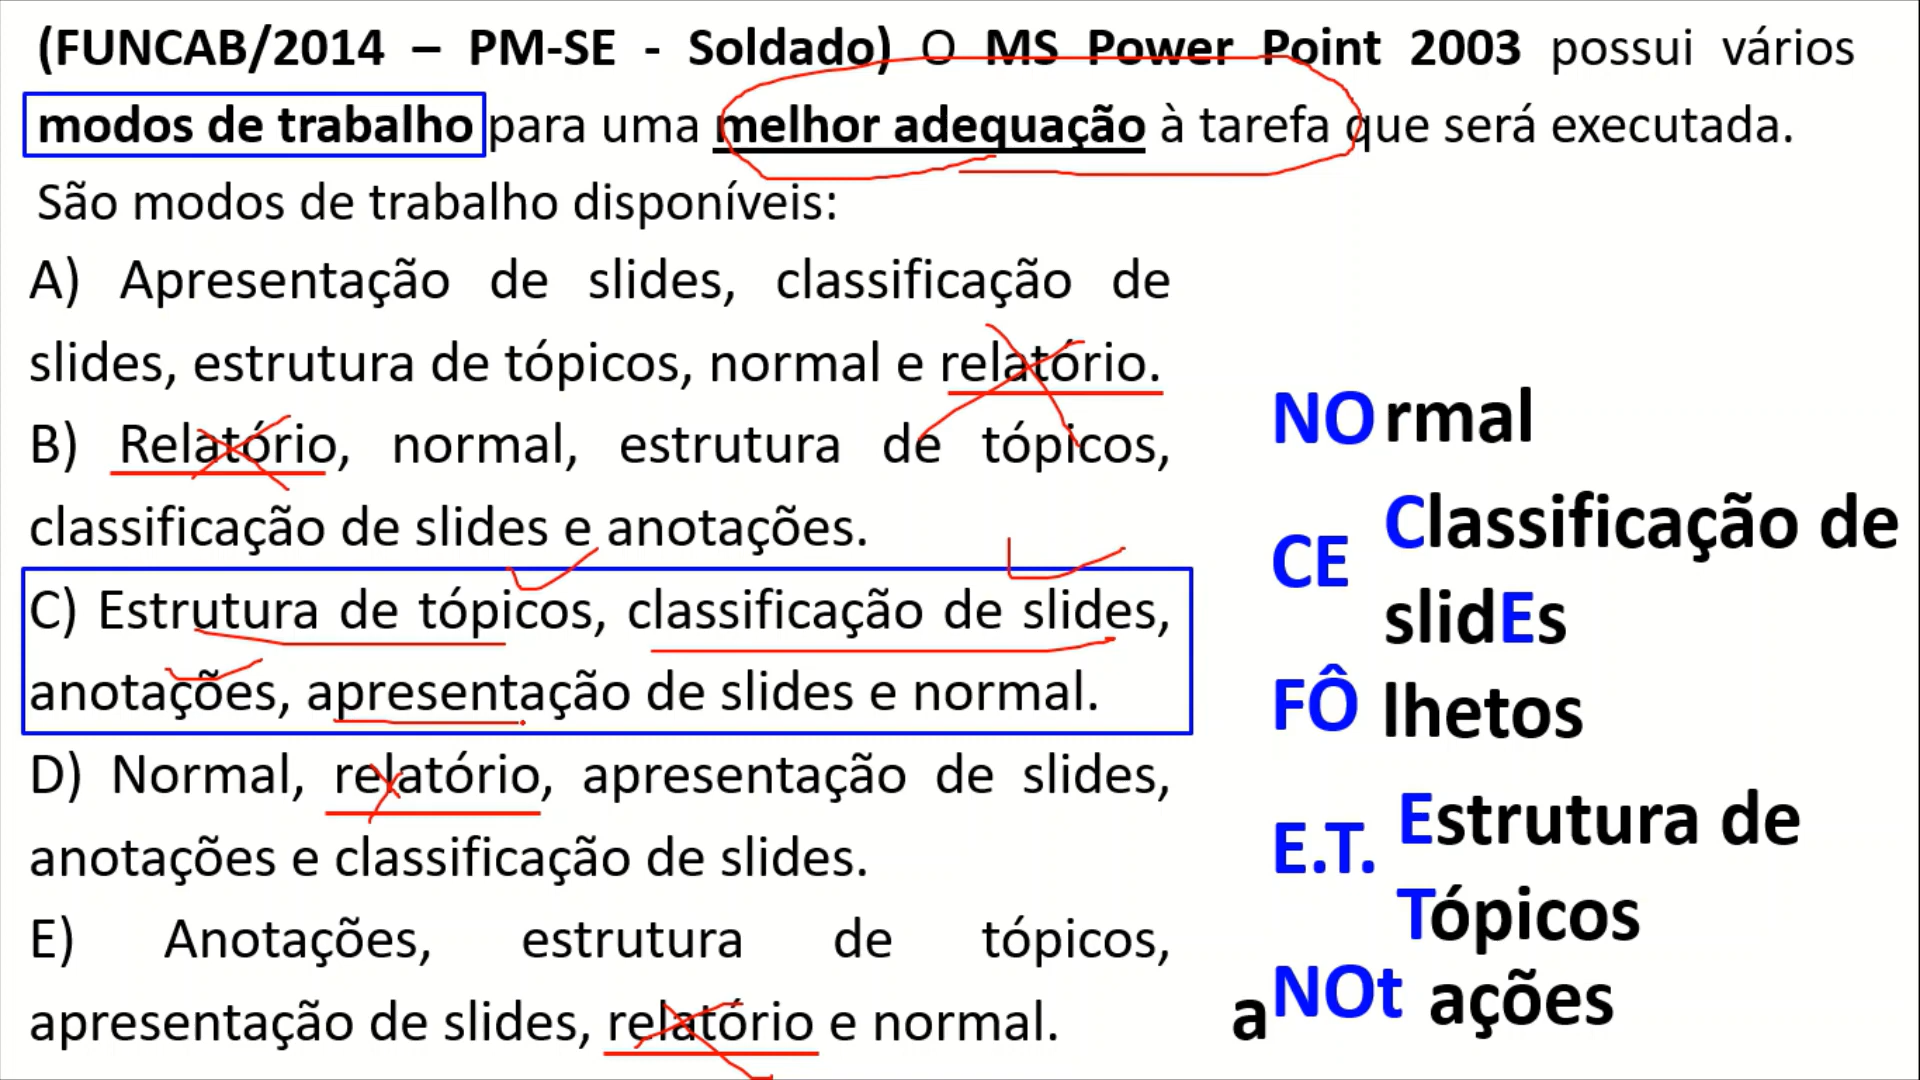 (FUNCAB/2014 – PM-SE - Soldado) O MS Power Point 2003 possui vários
modos de trabalho para uma melhor adequação à tarefa que será executada.
São modos de trabalho disponíveis:
A) Apresentação de slides, classificação de
slides, estrutura de tópicos, normal e relatório.
B) Relatório, normal, estrutura de tópicos,
classificação de slides e anotações.
C) Estrutura de tópicos, classificação de slides,
anotações, apresentação de slides e normal.
D) Normal, relatório, apresentação de slides,
anotações e classificação de slides.
E) Anotações, estrutura de tópicos,
apresentação de slides, relatório e normal.
NOrmal
CE Classificação de
slidEs
FÔ lhetos
E.T. Estrutura de
Tópicos
aNOt ações